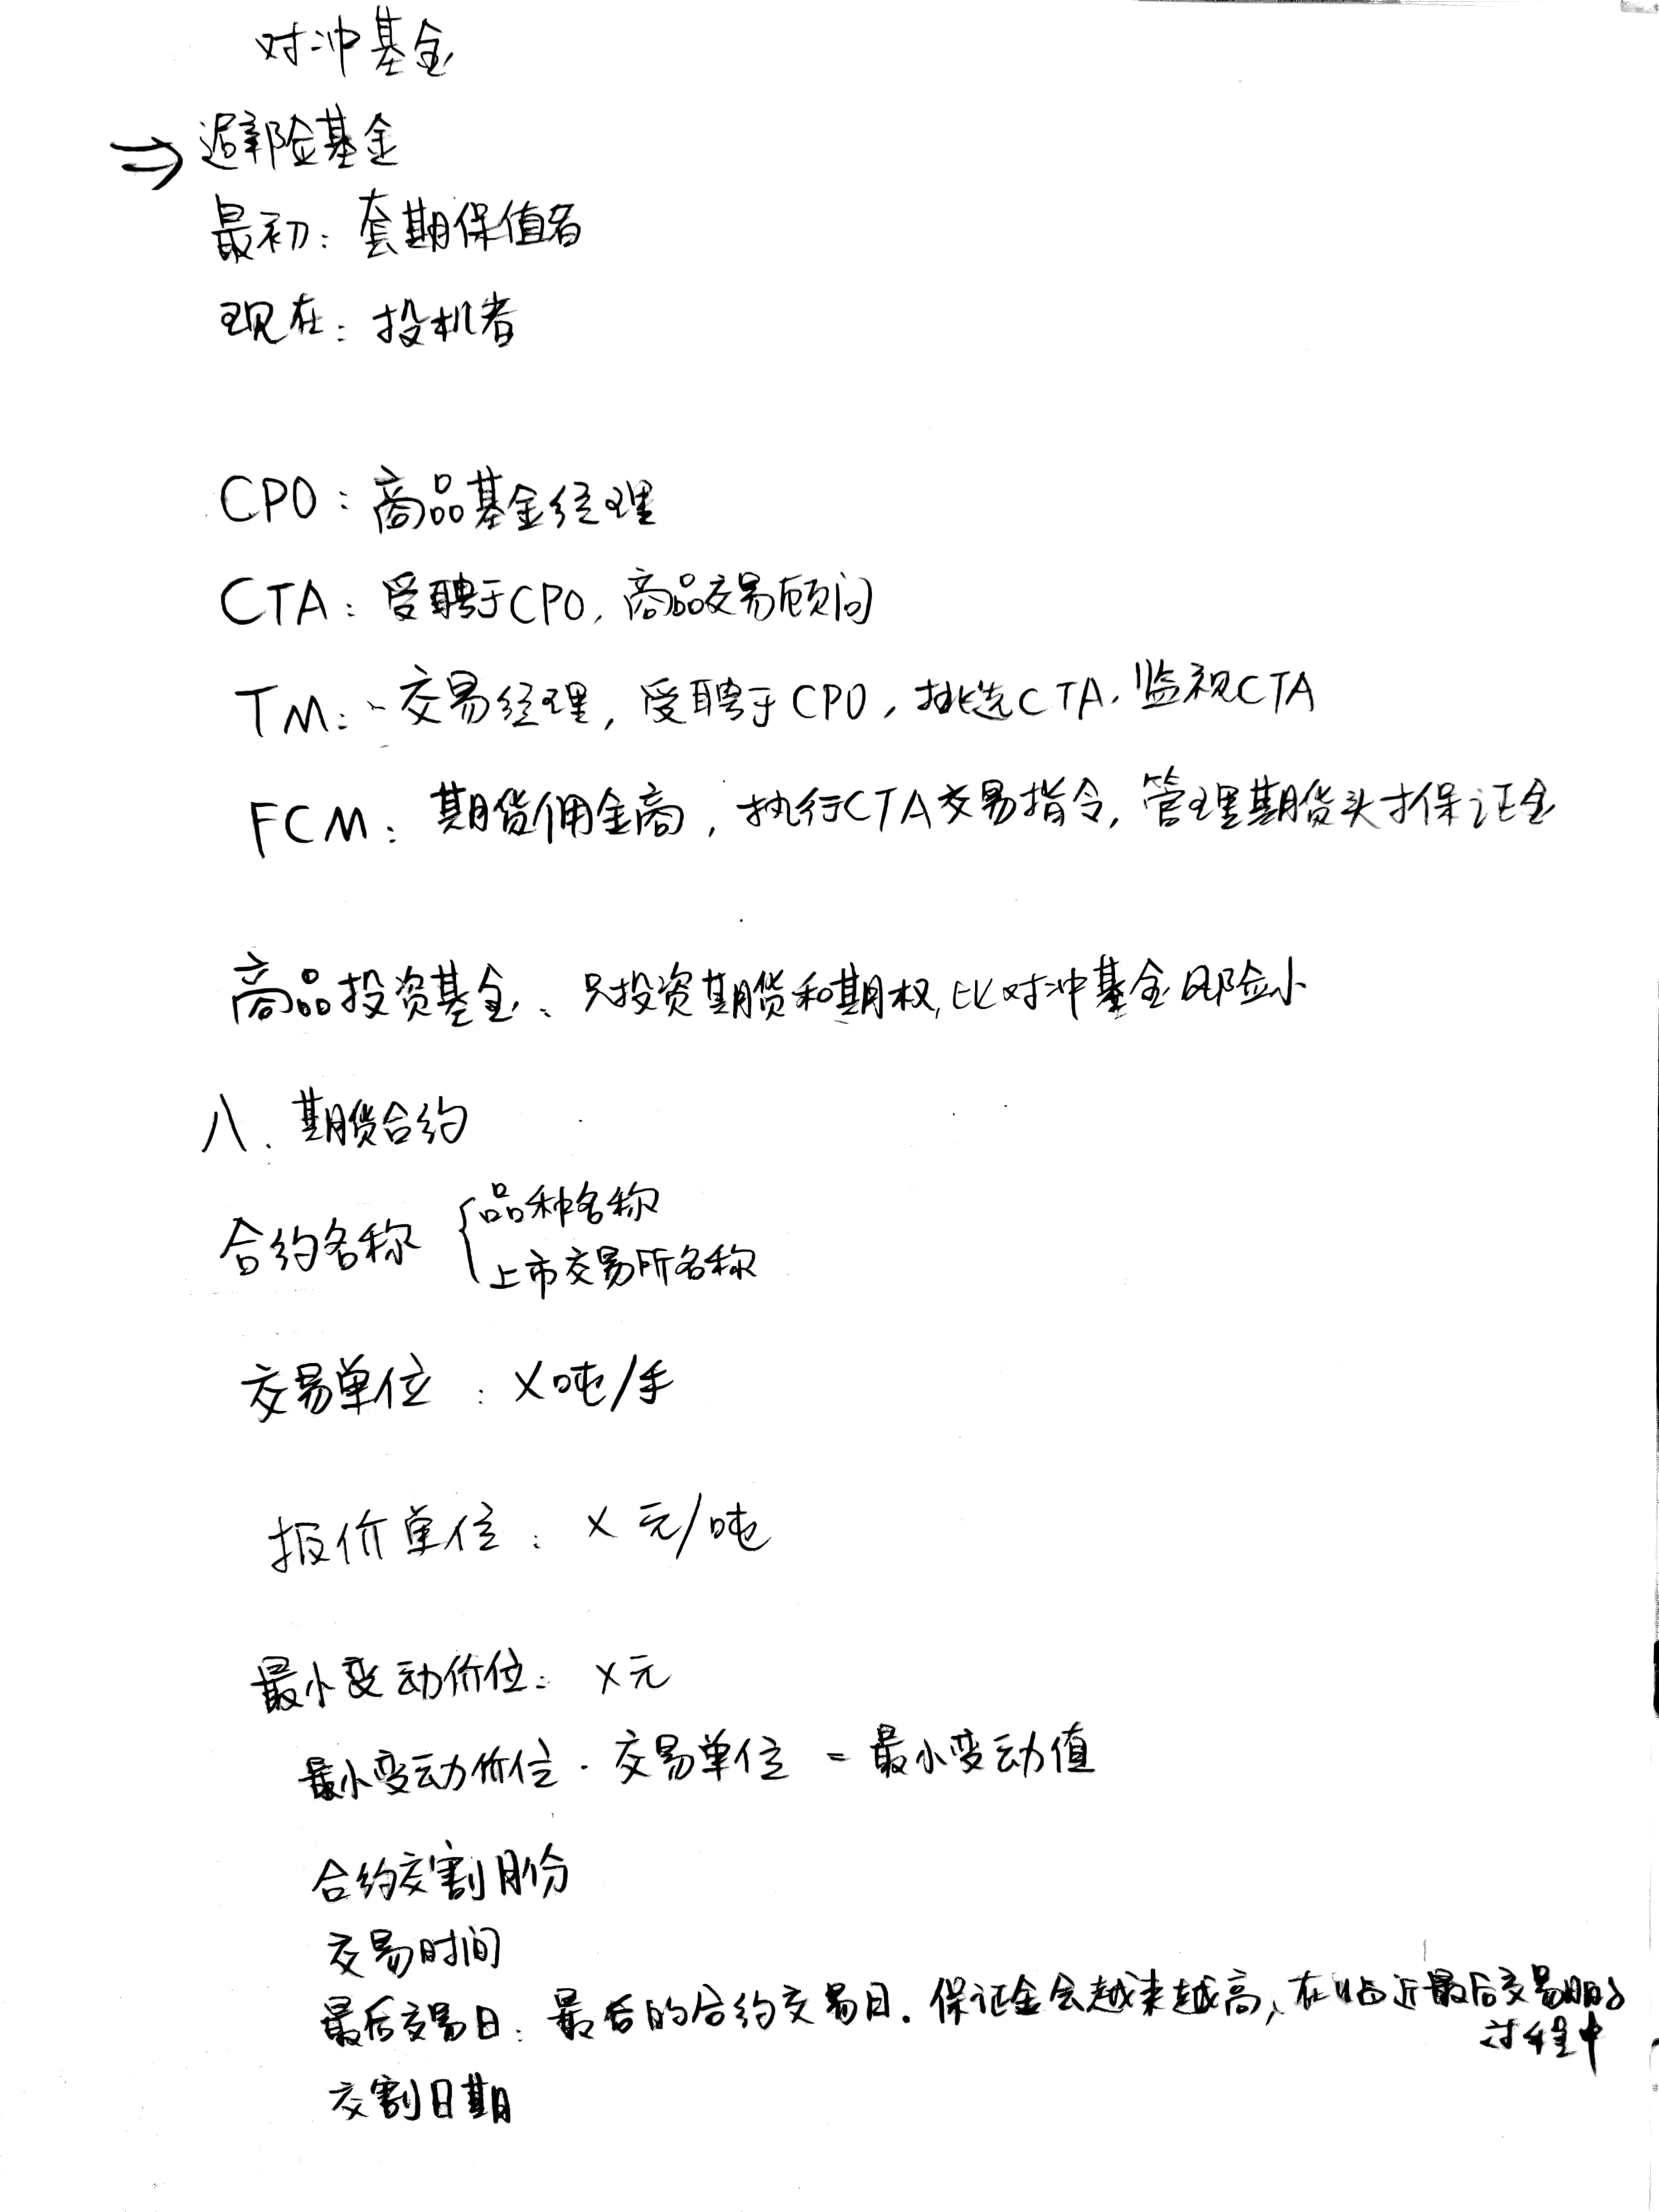 对冲基金
⇒避险基金
最初：套期保值者
现在：投机者
CPO：商品基金经理
CTA：受聘于CPO，商品交易顾问
TM：交易经理，受聘于CPO，挑选CTA，监视CTA
FCM：期货佣金商，执行CTA交易指令，管理期货头寸保证金
商品投资基金、只投资期货和期权，比对冲基金风险小
八、期货合约
合约名称 { 品种名称
上市交易所名称
交易单位：X吨/手
报价单位：X元/吨
最小变动价位：X元
最小变动价位·交易单位=最小变动值
合约交割月份
交易时间
最后交易日：最后的合约交易日.保证金会越来越高，在临近最后交易日期的
过程中
交割日期